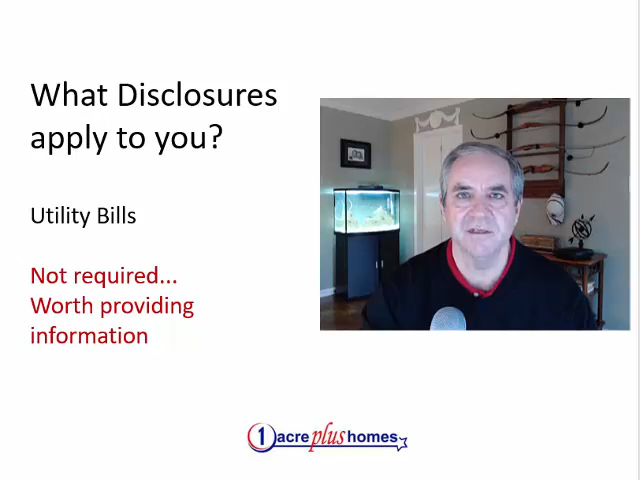 What Disclosures
apply to you?
Utility Bills
Not required...
Worth providing
information
1 acre plus homes